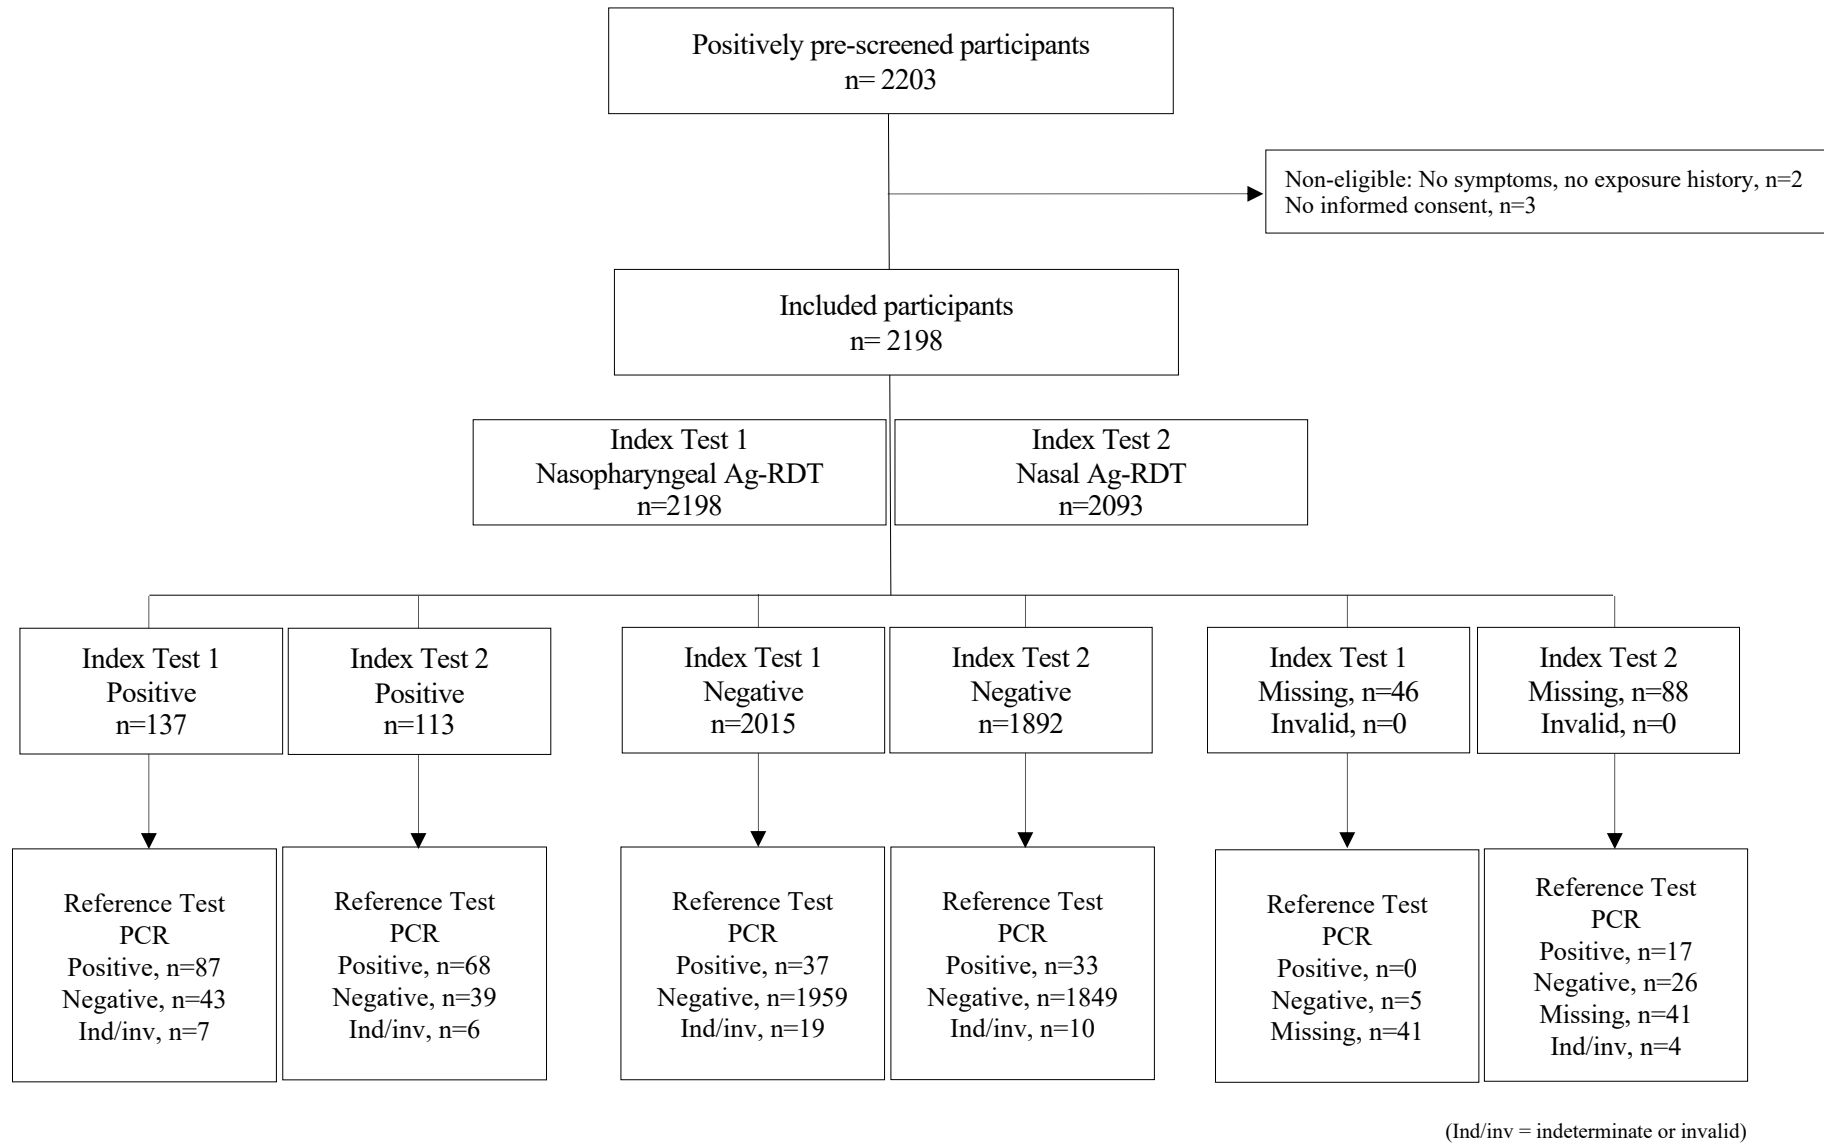 Positively pre-screened participants
n= 2203
Non-eligible: No symptoms, no exposure history, n=2
No informed consent, n=3
Included participants
n= 2198
Index Test 1
Nasopharyngeal Ag-RDT
n=2198
Index Test 2
Nasal Ag-RDT
n=2093
Index Test 1
Positive
n=137
Index Test 2
Positive
n=113
Index Test 1
Negative
n=2015
Index Test 2
Negative
n=1892
Index Test 1
Missing, n=46
Invalid, n=0
Index Test 2
Missing, n=88
Invalid, n=0
Reference Test
PCR
Positive, n=87
Negative, n=43
Ind/inv, n=7
Reference Test
PCR
Positive, n=68
Negative, n=39
Ind/inv, n=6
Reference Test
PCR
Positive, n=37
Negative, n=1959
Ind/inv, n=19
Reference Test
PCR
Positive, n=33
Negative, n=1849
Ind/inv, n=10
Reference Test
PCR
Positive, n=0
Negative, n=5
Missing, n=41
Reference Test
PCR
Positive, n=17
Negative, n=26
Missing, n=41
Ind/inv, n=4
(Ind/inv = indeterminate or invalid)